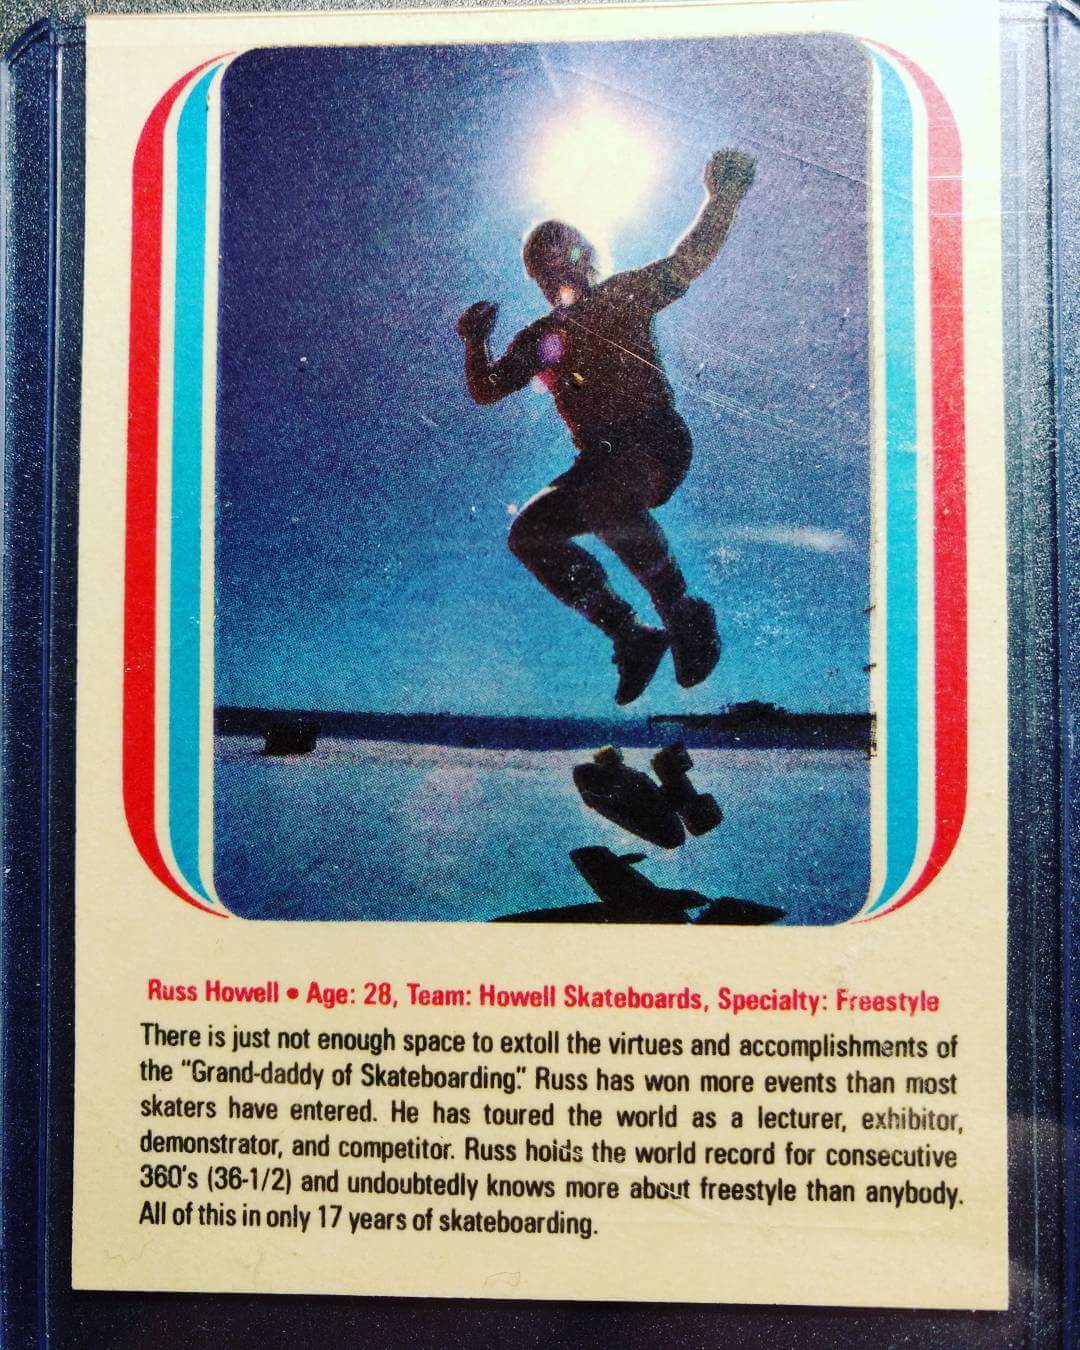 Russ Howell • Age: 28, Team: Howell Skateboards, Specialty: Freestyle
There is just not enough space to extoll the virtues and accomplishments of
the "Grand-daddy of Skateboarding." Russ has won more events than most
skaters have entered. He has toured the world as a lecturer, exhibitor,
demonstrator, and competitor. Russ holds the world record for consecutive
360's (36-1/2) and undoubtedly knows more about freestyle than anybody.
All of this in only 17 years of skateboarding.